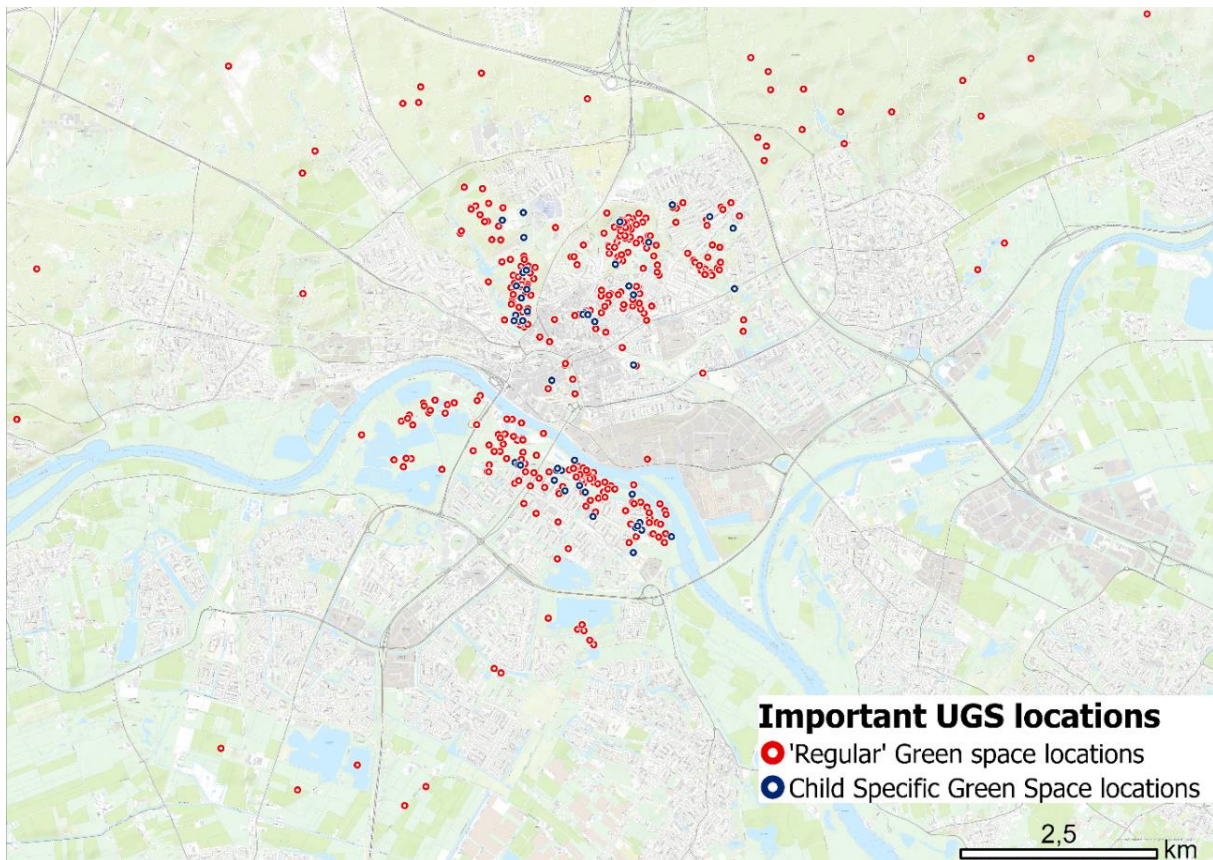 Important UGS locations
'Regular' Green space locations
Child Specific Green Space locations
2,5
km